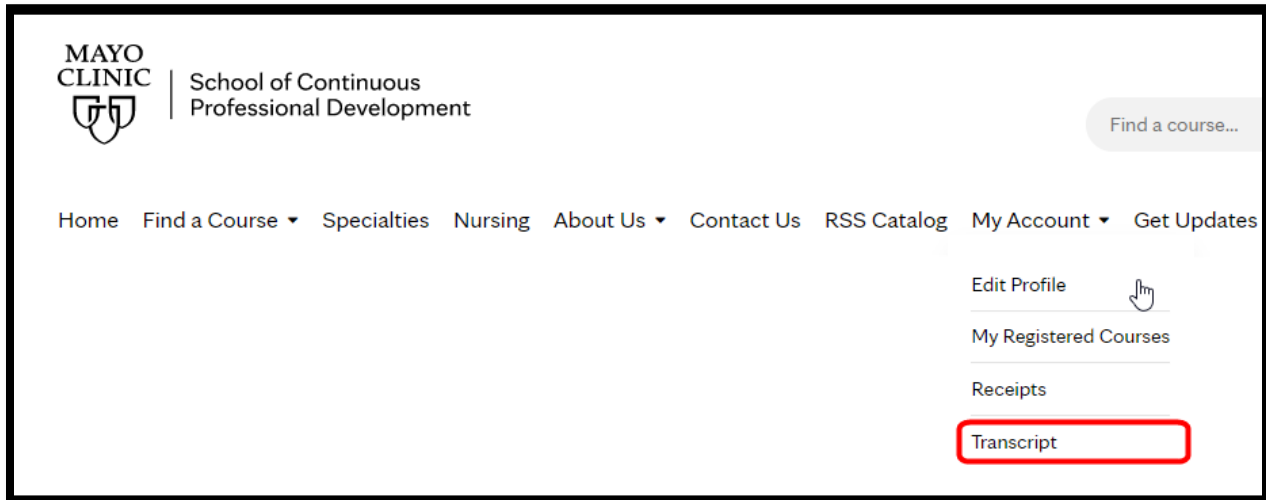 MAYO
CLINIC
School of Continuous
Professional Development
Find a course...
Home Find a Course Specialties Nursing About Us Contact Us RSS Catalog My Account Get Updates
Edit Profile
My Registered Courses
Receipts
Transcript